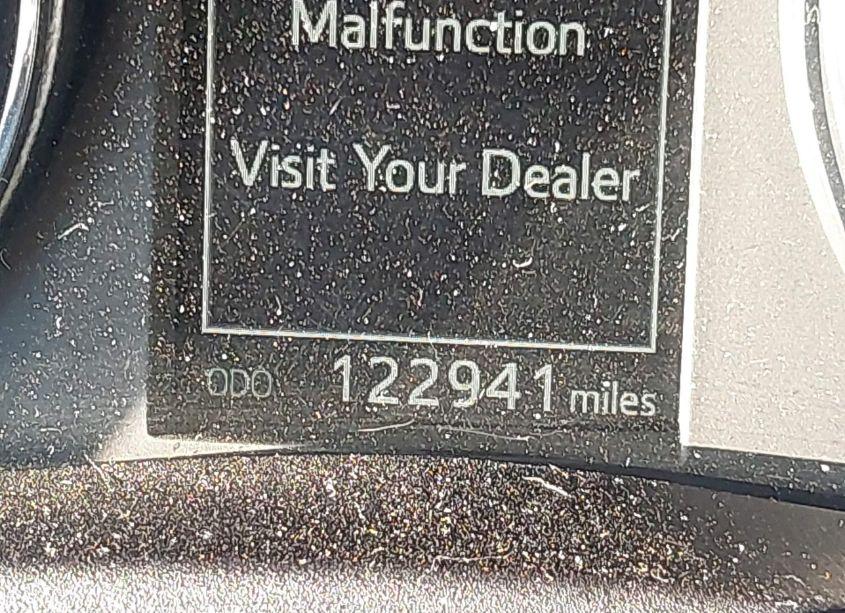 Malfunction
Visit Your Dealer
ODO 122941 miles